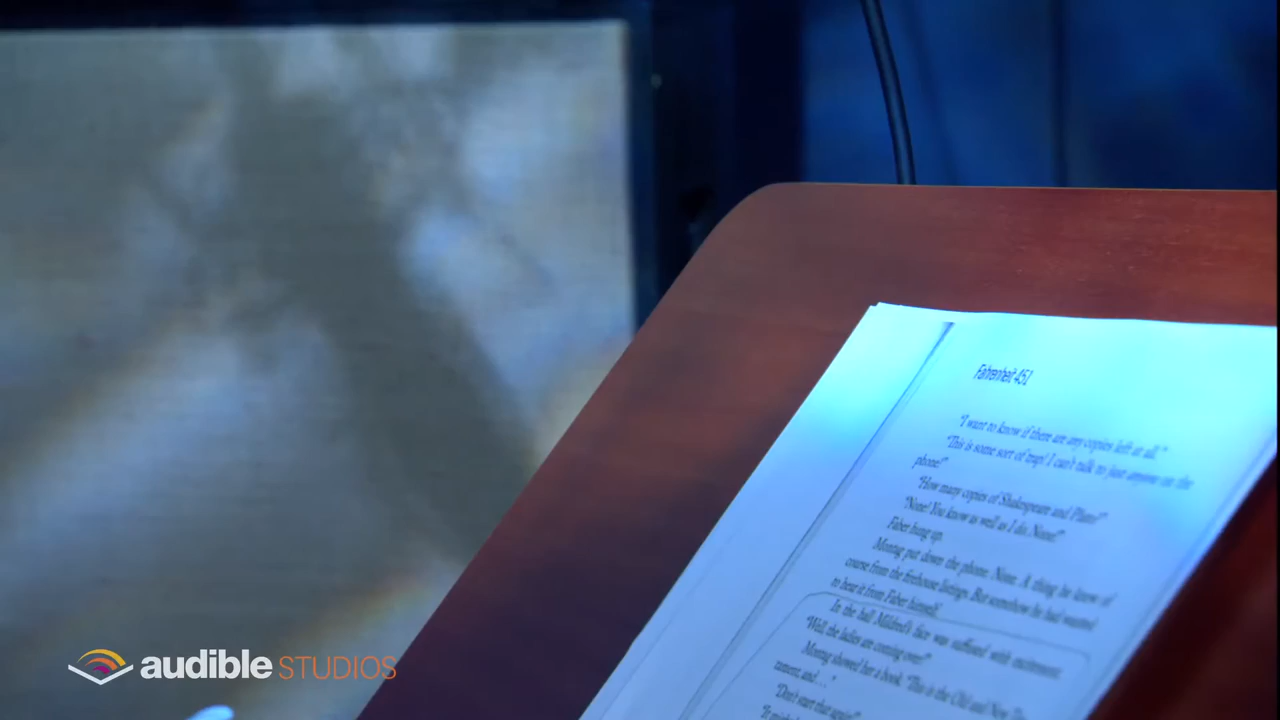 Fahrenheit 451
"I want to know if there are any copies left at all."
"This is some sort of trap! I can't talk to just anyone on the
phone!"
"How many copies of Shakespeare and Plato?"
"None! You know as well as I do. None!"
Faber hung up.
Montag put down the phone. None. A thing he knew of
course from the firehouse listings. But somehow he had wanted
to hear it from Faber himself.
In the hall Mildred's face was suffused with excitement.
"Well, the ladies are coming over!"
Montag showed her a book. "This is the Old and New
tament, and . . ."
"Don't start that again!"
"It might be
audible STUDIOS